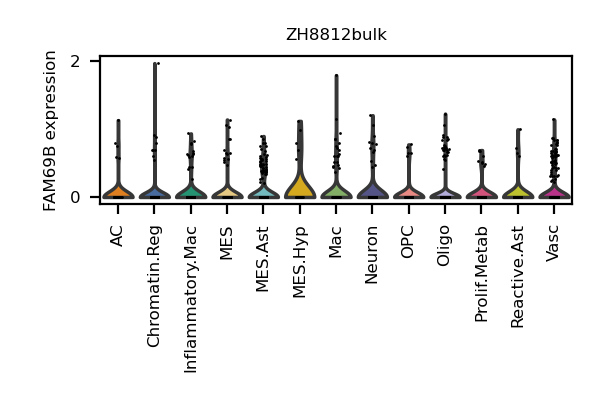 ZH8812bulk
FAM69B expression
2
0
AC
Chromatin.Reg
Inflammatory.Mac
MES
MES.Ast
MES.Hyp
Mac
Neuron
OPC
Oligo
Prolif.Metab
Reactive.Ast
Vasc